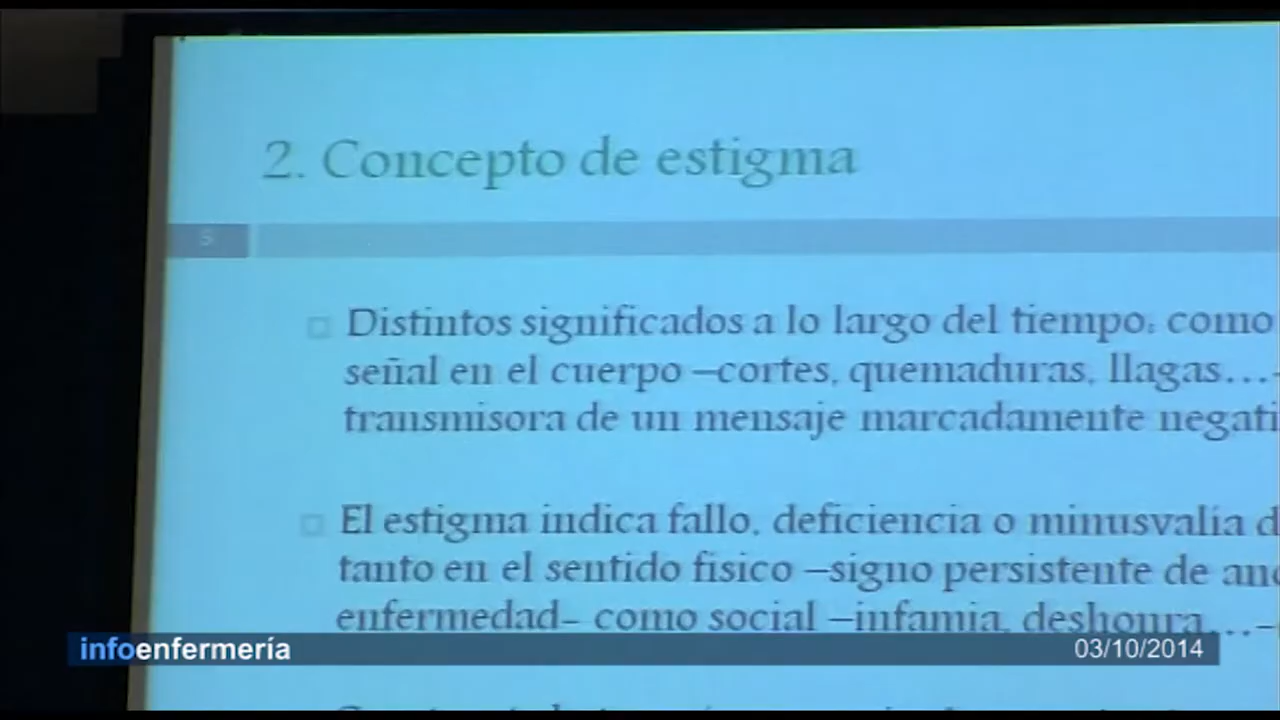 2. Concepto de estigma
5
Distintos significados a lo largo del tiempo, como
señal en el cuerpo –cortes, quemaduras, llagas...-
transmisora de un mensaje marcadamente negati
El estigma indica fallo, deficiencia o minusvalía d
tanto en el sentido físico –signo persistente de
enfermedad– como social –infamia, deshonra...-
infoenfermería
03/10/2014